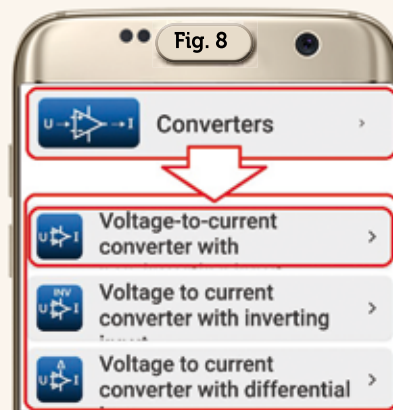 Fig. 8
U
I
Converters
Voltage-to-current
U
I
converter with
INV
Voltage to current
U
I
converter with inverting
Voltage to current
U
I
converter with differential